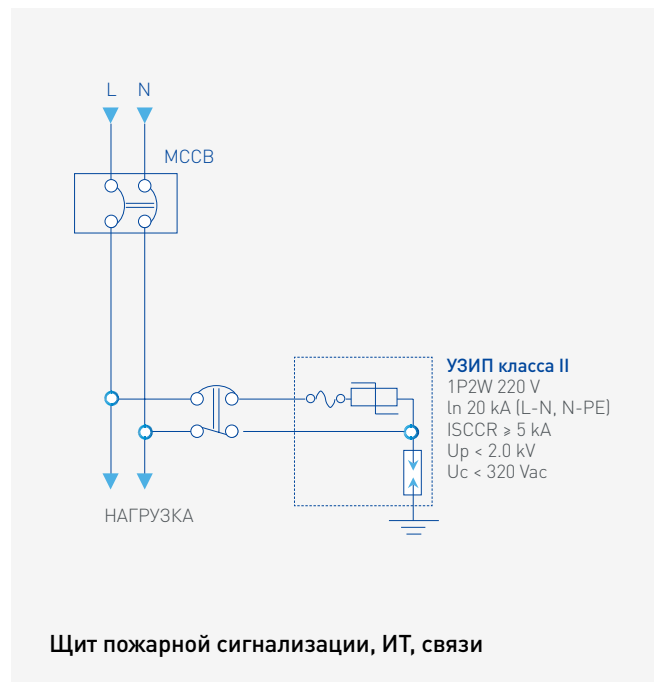 L N
MCCB
УЗИП класса II
1P2W 220 V
In 20 kA (L-N, N-PE)
ISCCR ≥ 5 kA
Up < 2.0 kV
Uc < 320 Vac
НАГРУЗКА
Щит пожарной сигнализации, ИТ, связи